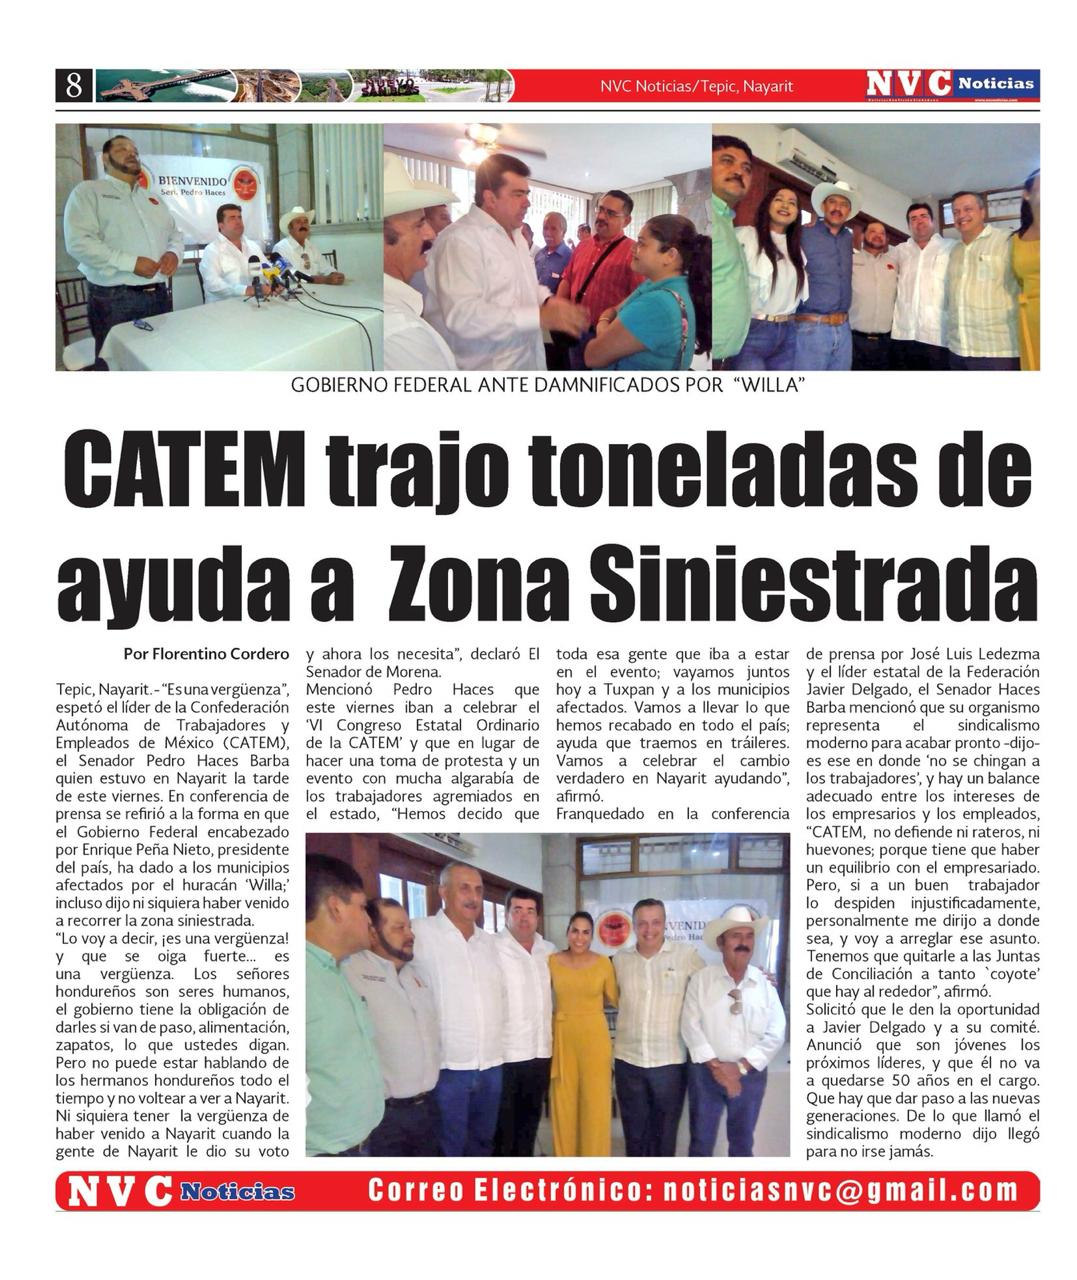 8
NUEVO
NVC Noticias/Tepic, Nayarit
NVC Noticias
www.nvcnoticias.com
BIENVENIDO
Sen. Pedro Haces
GOBIERNO FEDERAL ANTE DAMNIFICADOS POR “WILLA”
CATEM trajo toneladas de
ayuda a Zona Siniestrada
Por Florentino Cordero
Tepic, Nayarit.- “Es una vergüenza”,
espetó el líder de la Confederación
Autónoma de Trabajadores y
Empleados de México (CATEM),
el Senador Pedro Haces Barba
quien estuvo en Nayarit la tarde
de este viernes. En conferencia de
prensa se refirió a la forma en que
el Gobierno Federal encabezado
por Enrique Peña Nieto, presidente
del país, ha dado a los municipios
afectados por el huracán ‘Willa;’
incluso dijo ni siquiera haber venido
a recorrer la zona siniestrada.
“Lo voy a decir, ¡es una vergüenza!
y que se oiga fuerte... es
una vergüenza. Los señores
hondureños son seres humanos,
el gobierno tiene la obligación de
darles si van de paso, alimentación,
zapatos, lo que ustedes digan.
Pero no puede estar hablando de
los hermanos hondureños todo el
tiempo y no voltear a ver a Nayarit.
Ni siquiera tener la vergüenza de
haber venido a Nayarit cuando la
gente de Nayarit le dio su voto
y ahora los necesita”, declaró El
Senador de Morena.
Mencionó Pedro Haces que
este viernes iban a celebrar el
‘VI Congreso Estatal Ordinario
de la CATEM’ y que en lugar de
hacer una toma de protesta y un
evento con mucha algarabía de
los trabajadores agremiados en
el estado, “Hemos decido que
toda esa gente que iba a estar
en el evento; vayamos juntos
hoy a Tuxpan y a los municipios
afectados. Vamos a llevar lo que
hemos recabado en todo el país;
ayuda que traemos en tráileres.
Vamos a celebrar el cambio
verdadero en Nayarit ayudando”,
afirmó.
Franquedado en la conferencia
de prensa por José Luis Ledezma
y el líder estatal de la Federación
Javier Delgado, el Senador Haces
Barba mencionó que su organismo
representa el sindicalismo
moderno para acabar pronto -dijo-
es ese en donde ‘no se chingan a
los trabajadores’, y hay un balance
adecuado entre los intereses de
los empresarios y los empleados,
“CATEM, no defiende ni rateros, ni
huevones; porque tiene que haber
un equilibrio con el empresariado.
Pero, si a un buen trabajador
lo despiden injustificadamente,
personalmente me dirijo a donde
sea, y voy a arreglar ese asunto.
Tenemos que quitarle a las Juntas
de Conciliación a tanto `coyote’
que hay al rededor”, afirmó.
Solicitó que le den la oportunidad
a Javier Delgado y a su comité.
Anunció que son jóvenes los
próximos líderes, y que él no va
a quedarse 50 años en el cargo.
Que hay que dar paso a las nuevas
generaciones. De lo que llamó el
sindicalismo moderno dijo llegó
para no irse jamás.
NVC Noticias
Correo Electrónico: noticiasnvc@gmail.com